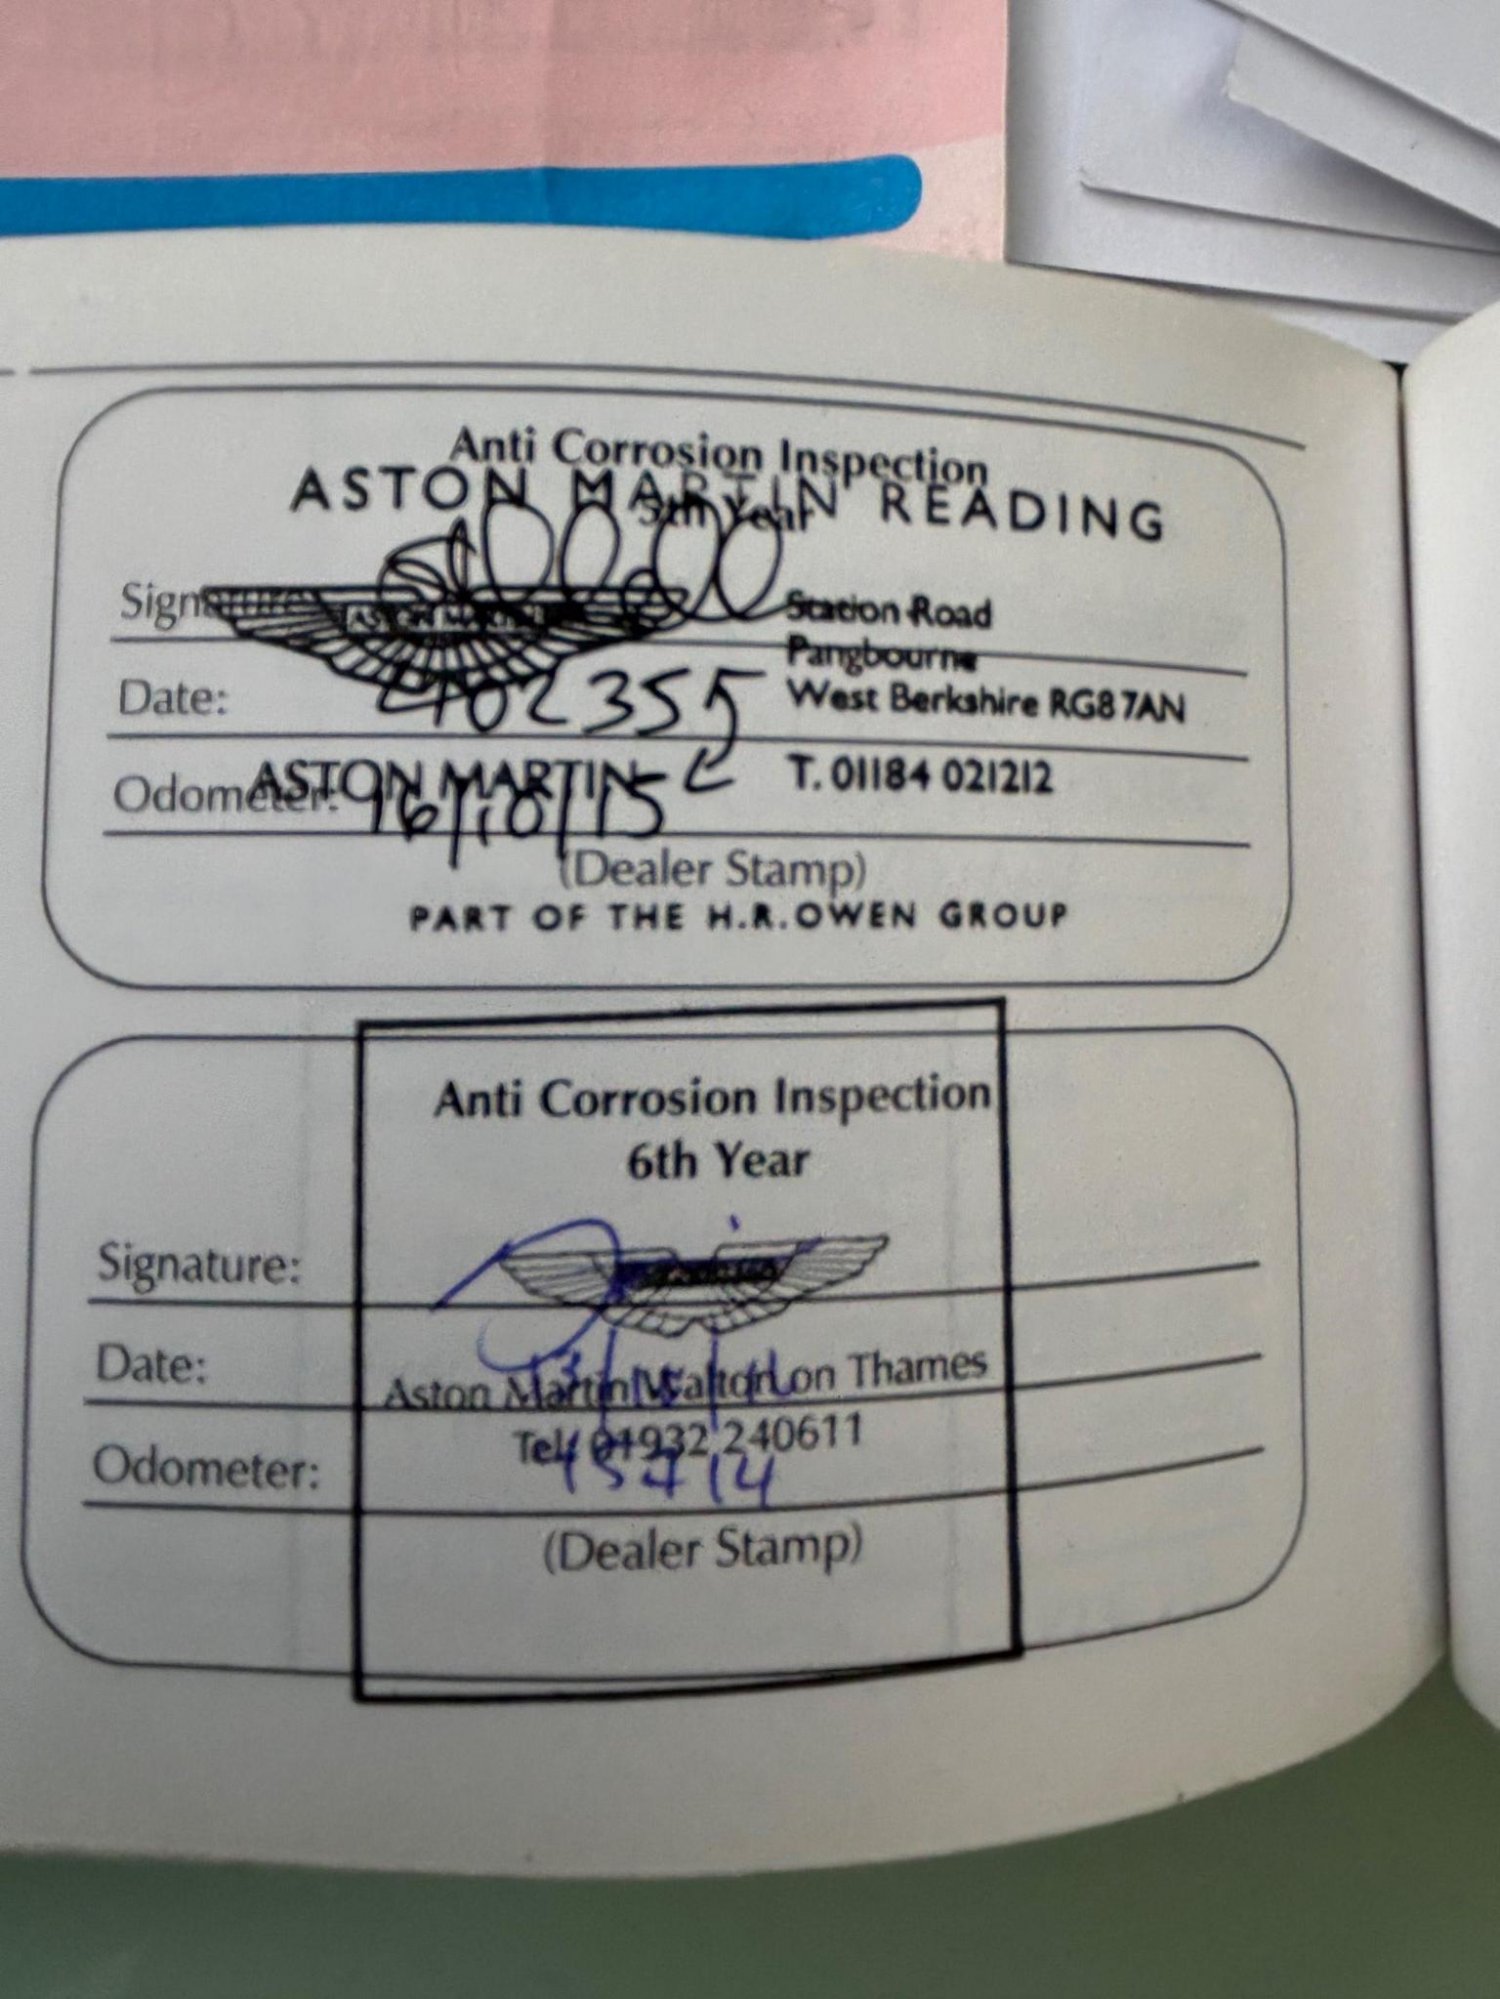 Anti Corrosion Inspection
ASTON MARTIN READING
5th Year
Signature
ASTON MARTIN
Station Road
Pangbourne
Date:
West Berkshire RG8 7AN
Odometer:
ASTON MARTIN
T. 01184 021212
16/10/15
(Dealer Stamp)
PART OF THE H.R.OWEN GROUP
Anti Corrosion Inspection
6th Year
Signature:
Date:
Aston Martin Walton on Thames
Tel: 01932 240611
Odometer:
(Dealer Stamp)